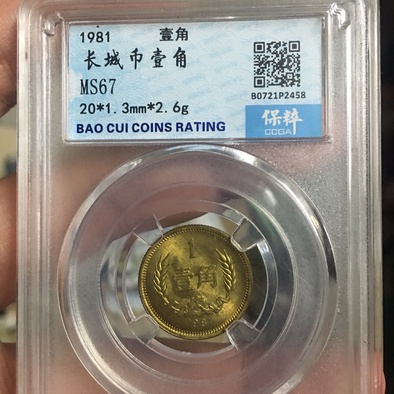 1981 壹角
长城币壹角
MS67
20*1.3mm*2.6g
BAO CUI COINS RATING
B0721P2458
保粹
CCGA
1
壹角